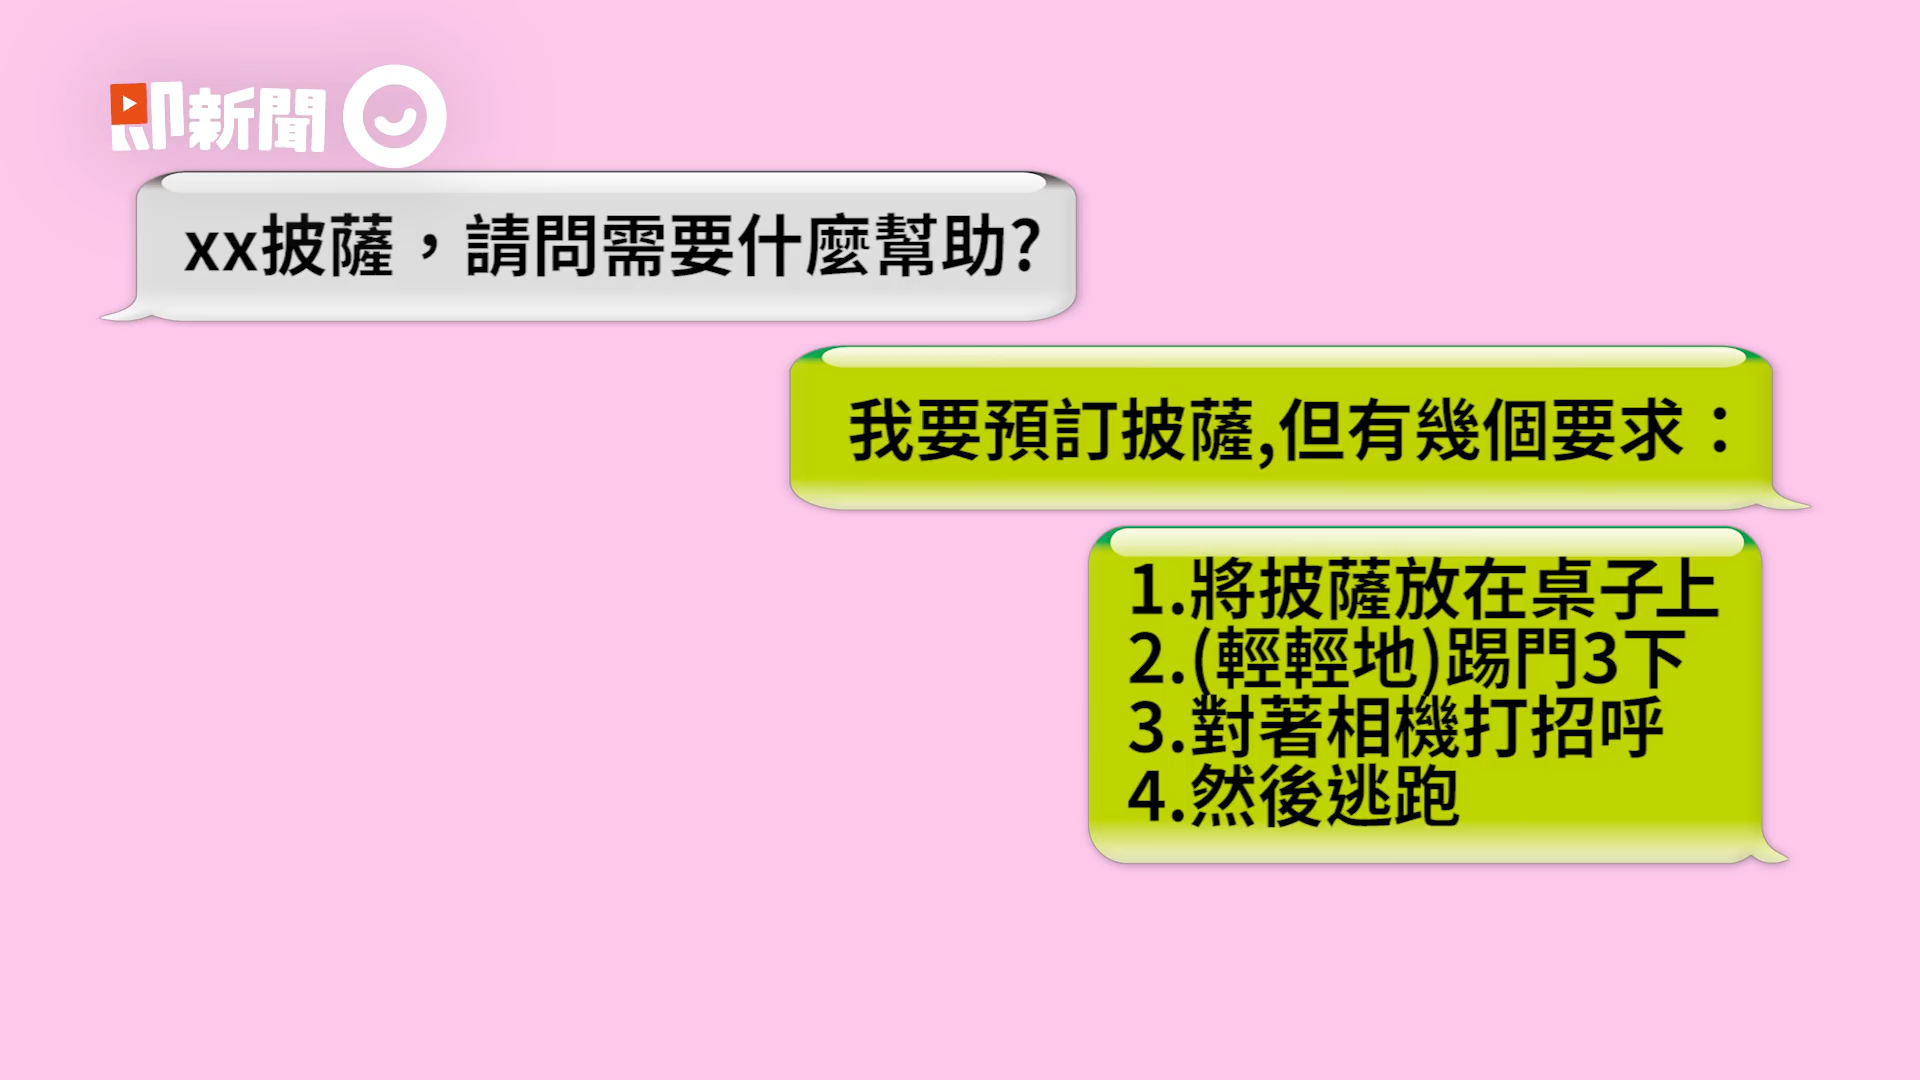 即新聞
xx披薩，請問需要什麼幫助?
我要預訂披薩,但有幾個要求：
1.將披薩放在桌子上
2.(輕輕地)踢門3下
3.對著相機打招呼
4.然後逃跑